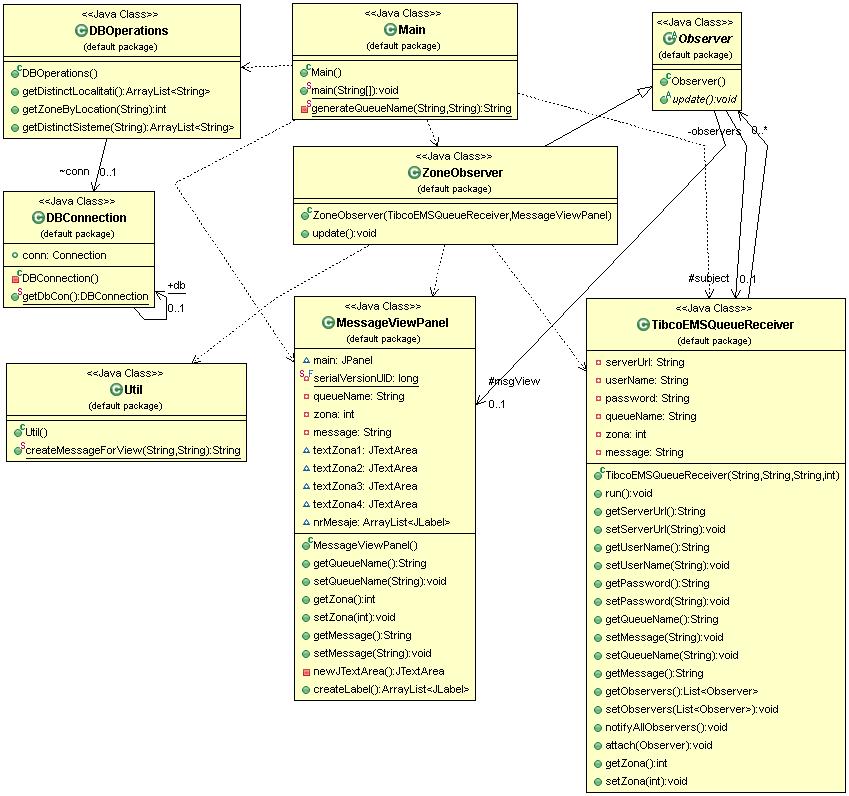 <<Java Class>>
DBOperations
(default package)
DBOperations()
getDistinctLocalitati():ArrayList<String>
getZoneByLocation(String):int
getDistinctSisteme(String):ArrayList<String>
<<Java Class>>
Main
(default package)
Main()
main(String[]):void
generateQueueName(String,String):String
<<Java Class>>
Observer
(default package)
Observer()
update():void
-observers
0..*
~conn
0..1
<<Java Class>>
ZoneObserver
(default package)
ZoneObserver(TibcoEMSQueueReceiver,MessageViewPanel)
update():void
<<Java Class>>
DBConnection
(default package)
conn: Connection
DBConnection()
getDbCon():DBConnection
+db
0..1
#subject
0..1
<<Java Class>>
MessageViewPanel
(default package)
main: JPanel
serialVersionUID: long
queueName: String
zona: int
message: String
textZona1: JTextArea
textZona2: JTextArea
textZona3: JTextArea
textZona4: JTextArea
nrMesaje: ArrayList<JLabel>
MessageViewPanel()
getQueueName():String
setQueueName(String):void
getZona():int
setZona(int):void
getMessage():String
setMessage(String):void
newJTextArea():JTextArea
createLabel():ArrayList<JLabel>
#msgView
0..1
<<Java Class>>
Util
(default package)
Util()
createMessageForView(String,String):String
<<Java Class>>
TibcoEMSQueueReceiver
(default package)
serverUrl: String
userName: String
password: String
queueName: String
zona: int
message: String
TibcoEMSQueueReceiver(String,String,String,int)
run():void
getServerUrl():String
setServerUrl(String):void
getUserName():String
setUserName(String):void
getPassword():String
setPassword(String):void
getQueueName():String
setMessage(String):void
setQueueName(String):void
getMessage():String
getObservers():List<Observer>
setObservers(List<Observer>):void
notifyAllObservers():void
attach(Observer):void
getZona():int
setZona(int):void